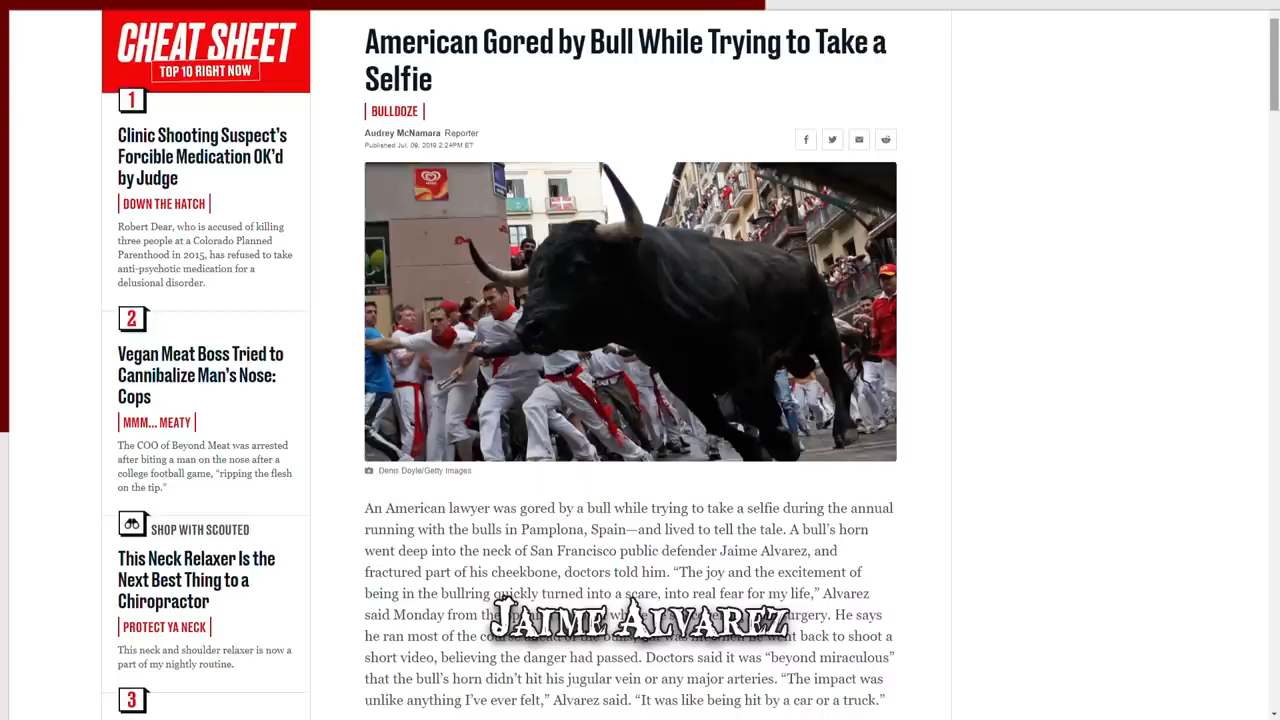 CHEAT SHEET
TOP 10 RIGHT NOW
1
Clinic Shooting Suspect's
Forcible Medication OK'd
by Judge
DOWN THE HATCH
Robert Dear, who is accused of killing
three people at a Colorado Planned
Parenthood in 2015, has refused to take
anti-psychotic medication for a
delusional disorder.
2
Vegan Meat Boss Tried to
Cannibalize Man's Nose:
Cops
MMM... MEATY
The COO of Beyond Meat was arrested
after biting a man on the nose after a
college football game, "ripping the flesh
on the tip."
SHOP WITH SCOUTED
This Neck Relaxer Is the
Next Best Thing to a
Chiropractor
PROTECT YA NECK
This neck and shoulder relaxer is now a
part of my nightly routine.
3
American Gored by Bull While Trying to Take a
Selfie
BULLDOZE
Audrey McNamara Reporter
Published Jul. 09, 2019 2:24PM ET
Denis Doyle/Getty Images
An American lawyer was gored by a bull while trying to take a selfie during the annual
running with the bulls in Pamplona, Spain—and lived to tell the tale. A bull's horn
went deep into the neck of San Francisco public defender Jaime Alvarez, and
fractured part of his cheekbone, doctors told him. "The joy and the excitement of
being in the bullring quickly turned into a scare, into real fear for my life," Alvarez
said Monday from the surgery. He says
he ran most of the went back to shoot a
short video, believing the danger had passed. Doctors said it was "beyond miraculous"
that the bull's horn didn't hit his jugular vein or any major arteries. "The impact was
unlike anything I've ever felt," Alvarez said. "It was like being hit by a car or a truck."
Jaime Alvarez